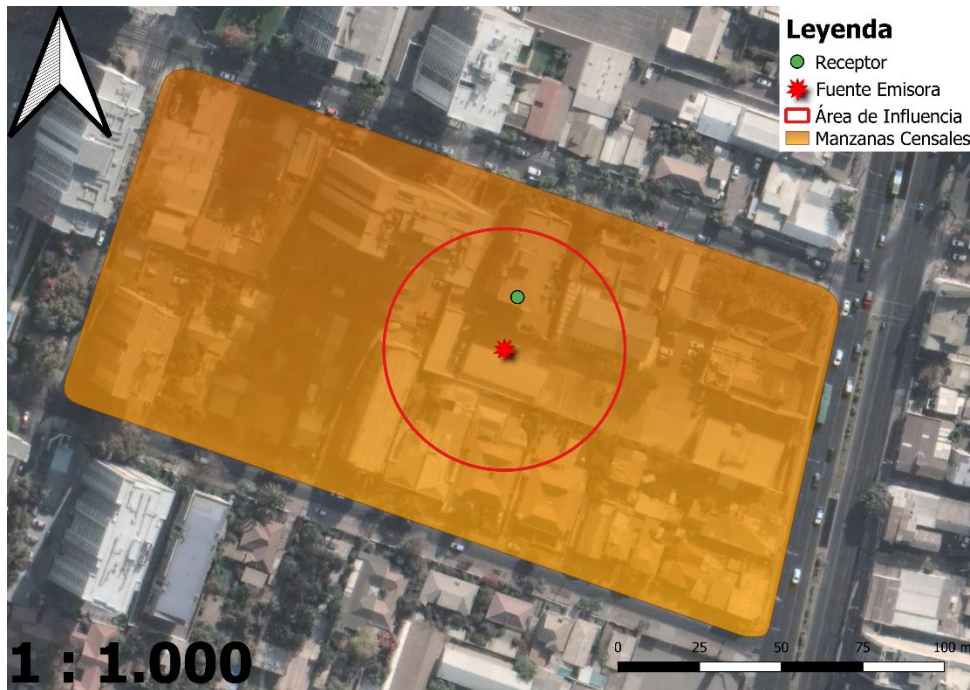 Leyenda
Receptor
Fuente Emisora
Área de Influencia
Manzanas Censales
1 : 1.000
0 25 50 75 100 m